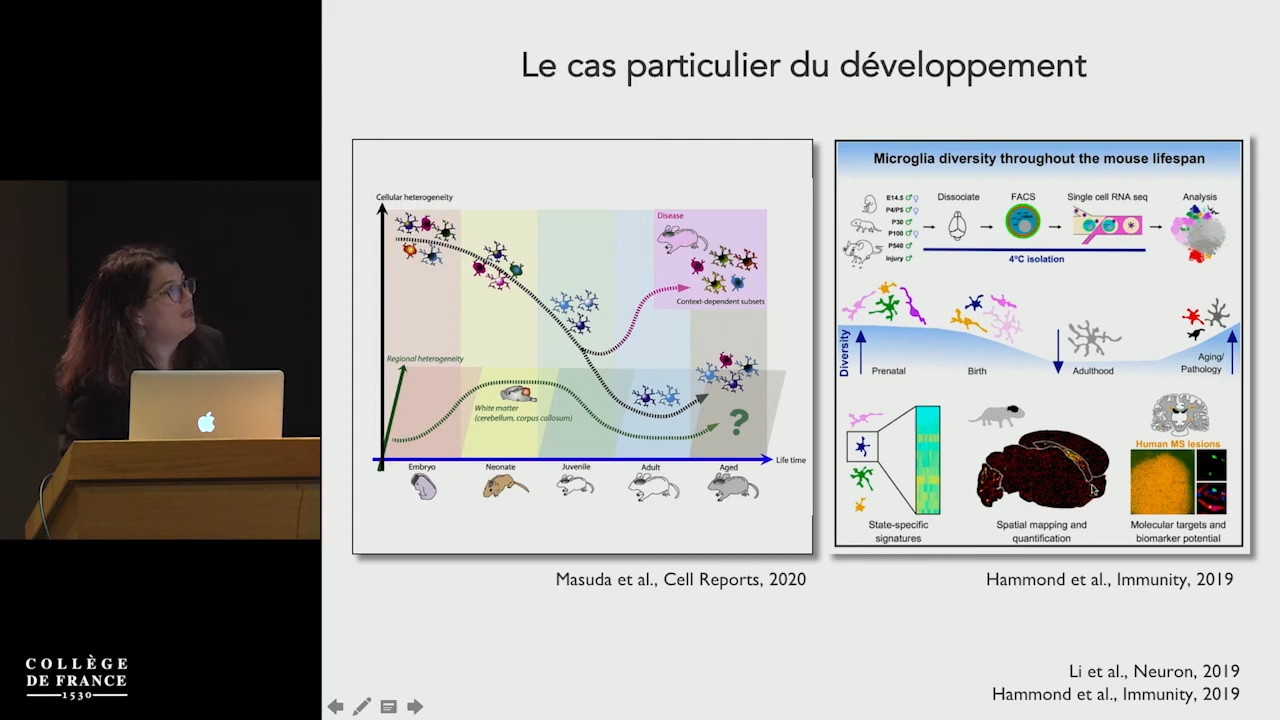 Le cas particulier du développement
Cellular heterogeneity
Disease
Context-dependent subsets
Regional heterogeneity
White matter
(cerebellum, corpus callosum)
?
Life time
Embryo
Neonate
Juvenile
Adult
Aged
Masuda et al., Cell Reports, 2020
Microglia diversity throughout the mouse lifespan
E14.5 ♂♀
P4/P5 ♂♀
P30 ♂
P100 ♂♀
P540 ♂
Injury ♂
Dissociate
FACS
Single cell RNA seq
Analysis
4°C isolation
Diversity
Prenatal
Birth
Adulthood
Aging/
Pathology
Human MS lesions
State-specific
signatures
Spatial mapping and
quantification
Molecular targets and
biomarker potential
Hammond et al., Immunity, 2019
Li et al., Neuron, 2019
Hammond et al., Immunity, 2019
COLLÈGE
DE FRANCE
1530